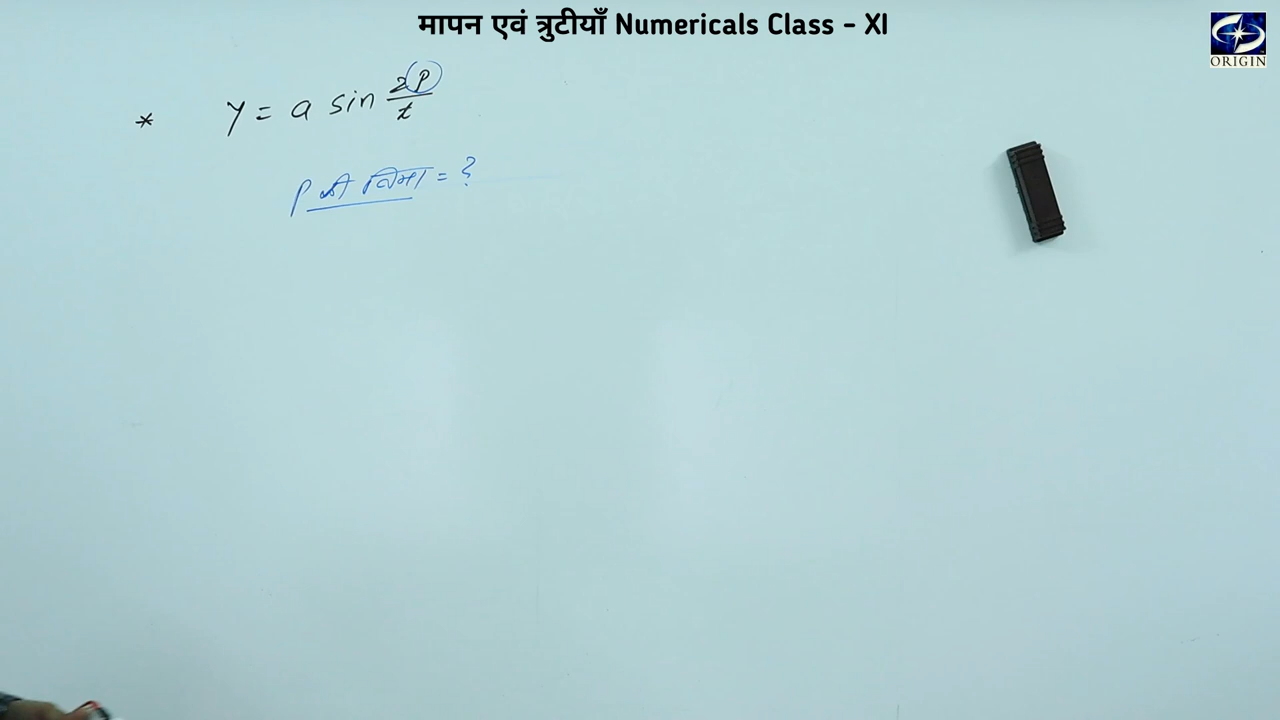 मापन एवं त्रुटीयाँ Numericals Class - XI
ORIGIN
* y = a sin 2P/t
P की विमा = ?